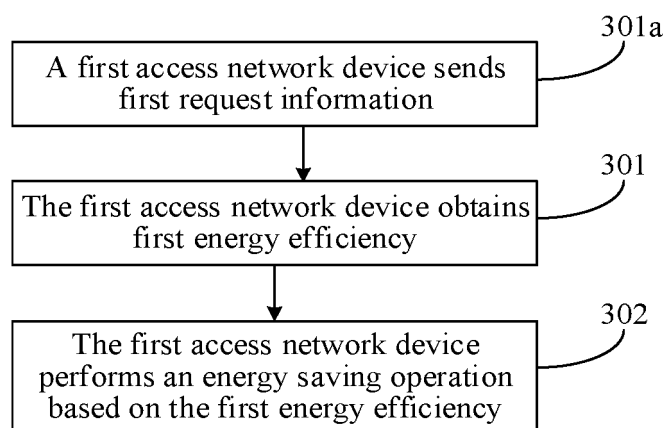 301a
A first access network device sends
first request information
301
The first access network device obtains
first energy efficiency
302
The first access network device
performs an energy saving operation
based on the first energy efficiency